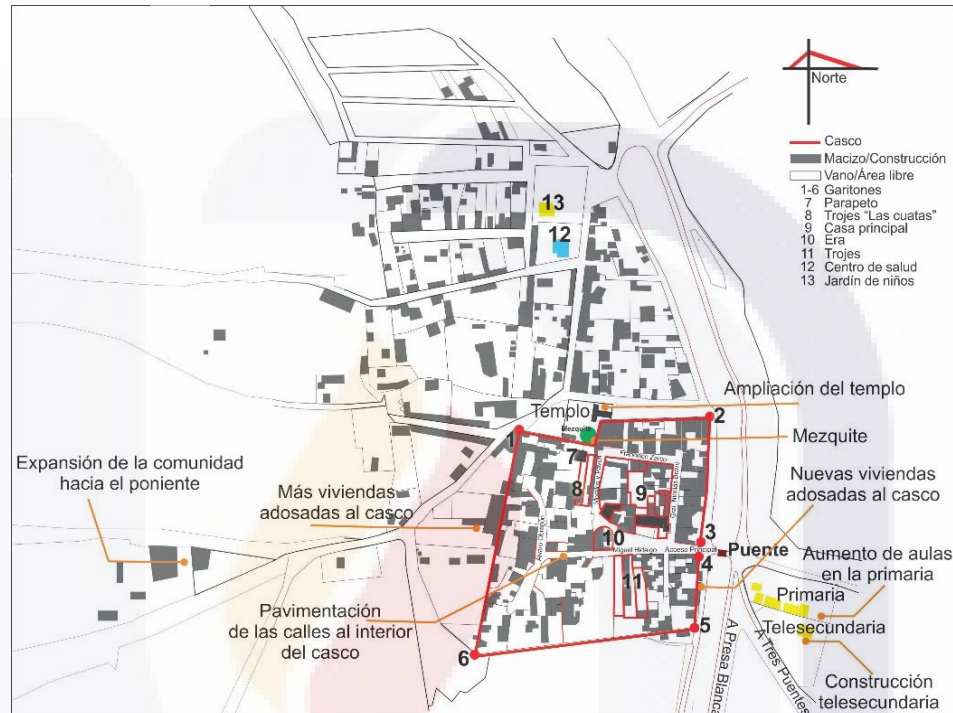 Norte
Casco
Macizo/Construcción
Vano/Área libre
1-6 Garitones
7 Parapeto
8 Trojes "Las cuatas"
9 Casa principal
10 Era
11 Trojes
12 Centro de salud
13 Jardín de niños
13
12
Ampliación del templo
Templo
Mezquite
2
1
Mezquite
7
Francisco Zarco
Expansión de la comunidad
hacia el poniente
Más viviendas
adosadas al casco
Nuevas viviendas
adosadas al casco
8
9
Álvaro Obregón
10
3
Miguel Hidalgo
Acceso Principal
4
Puente
Aumento de aulas
en la primaria
11
Primaria
Pavimentación
de las calles al interior
del casco
Telesecundaria
5
6
A Presa Blanca
A Tres Puentes
Construcción
telesecundaria